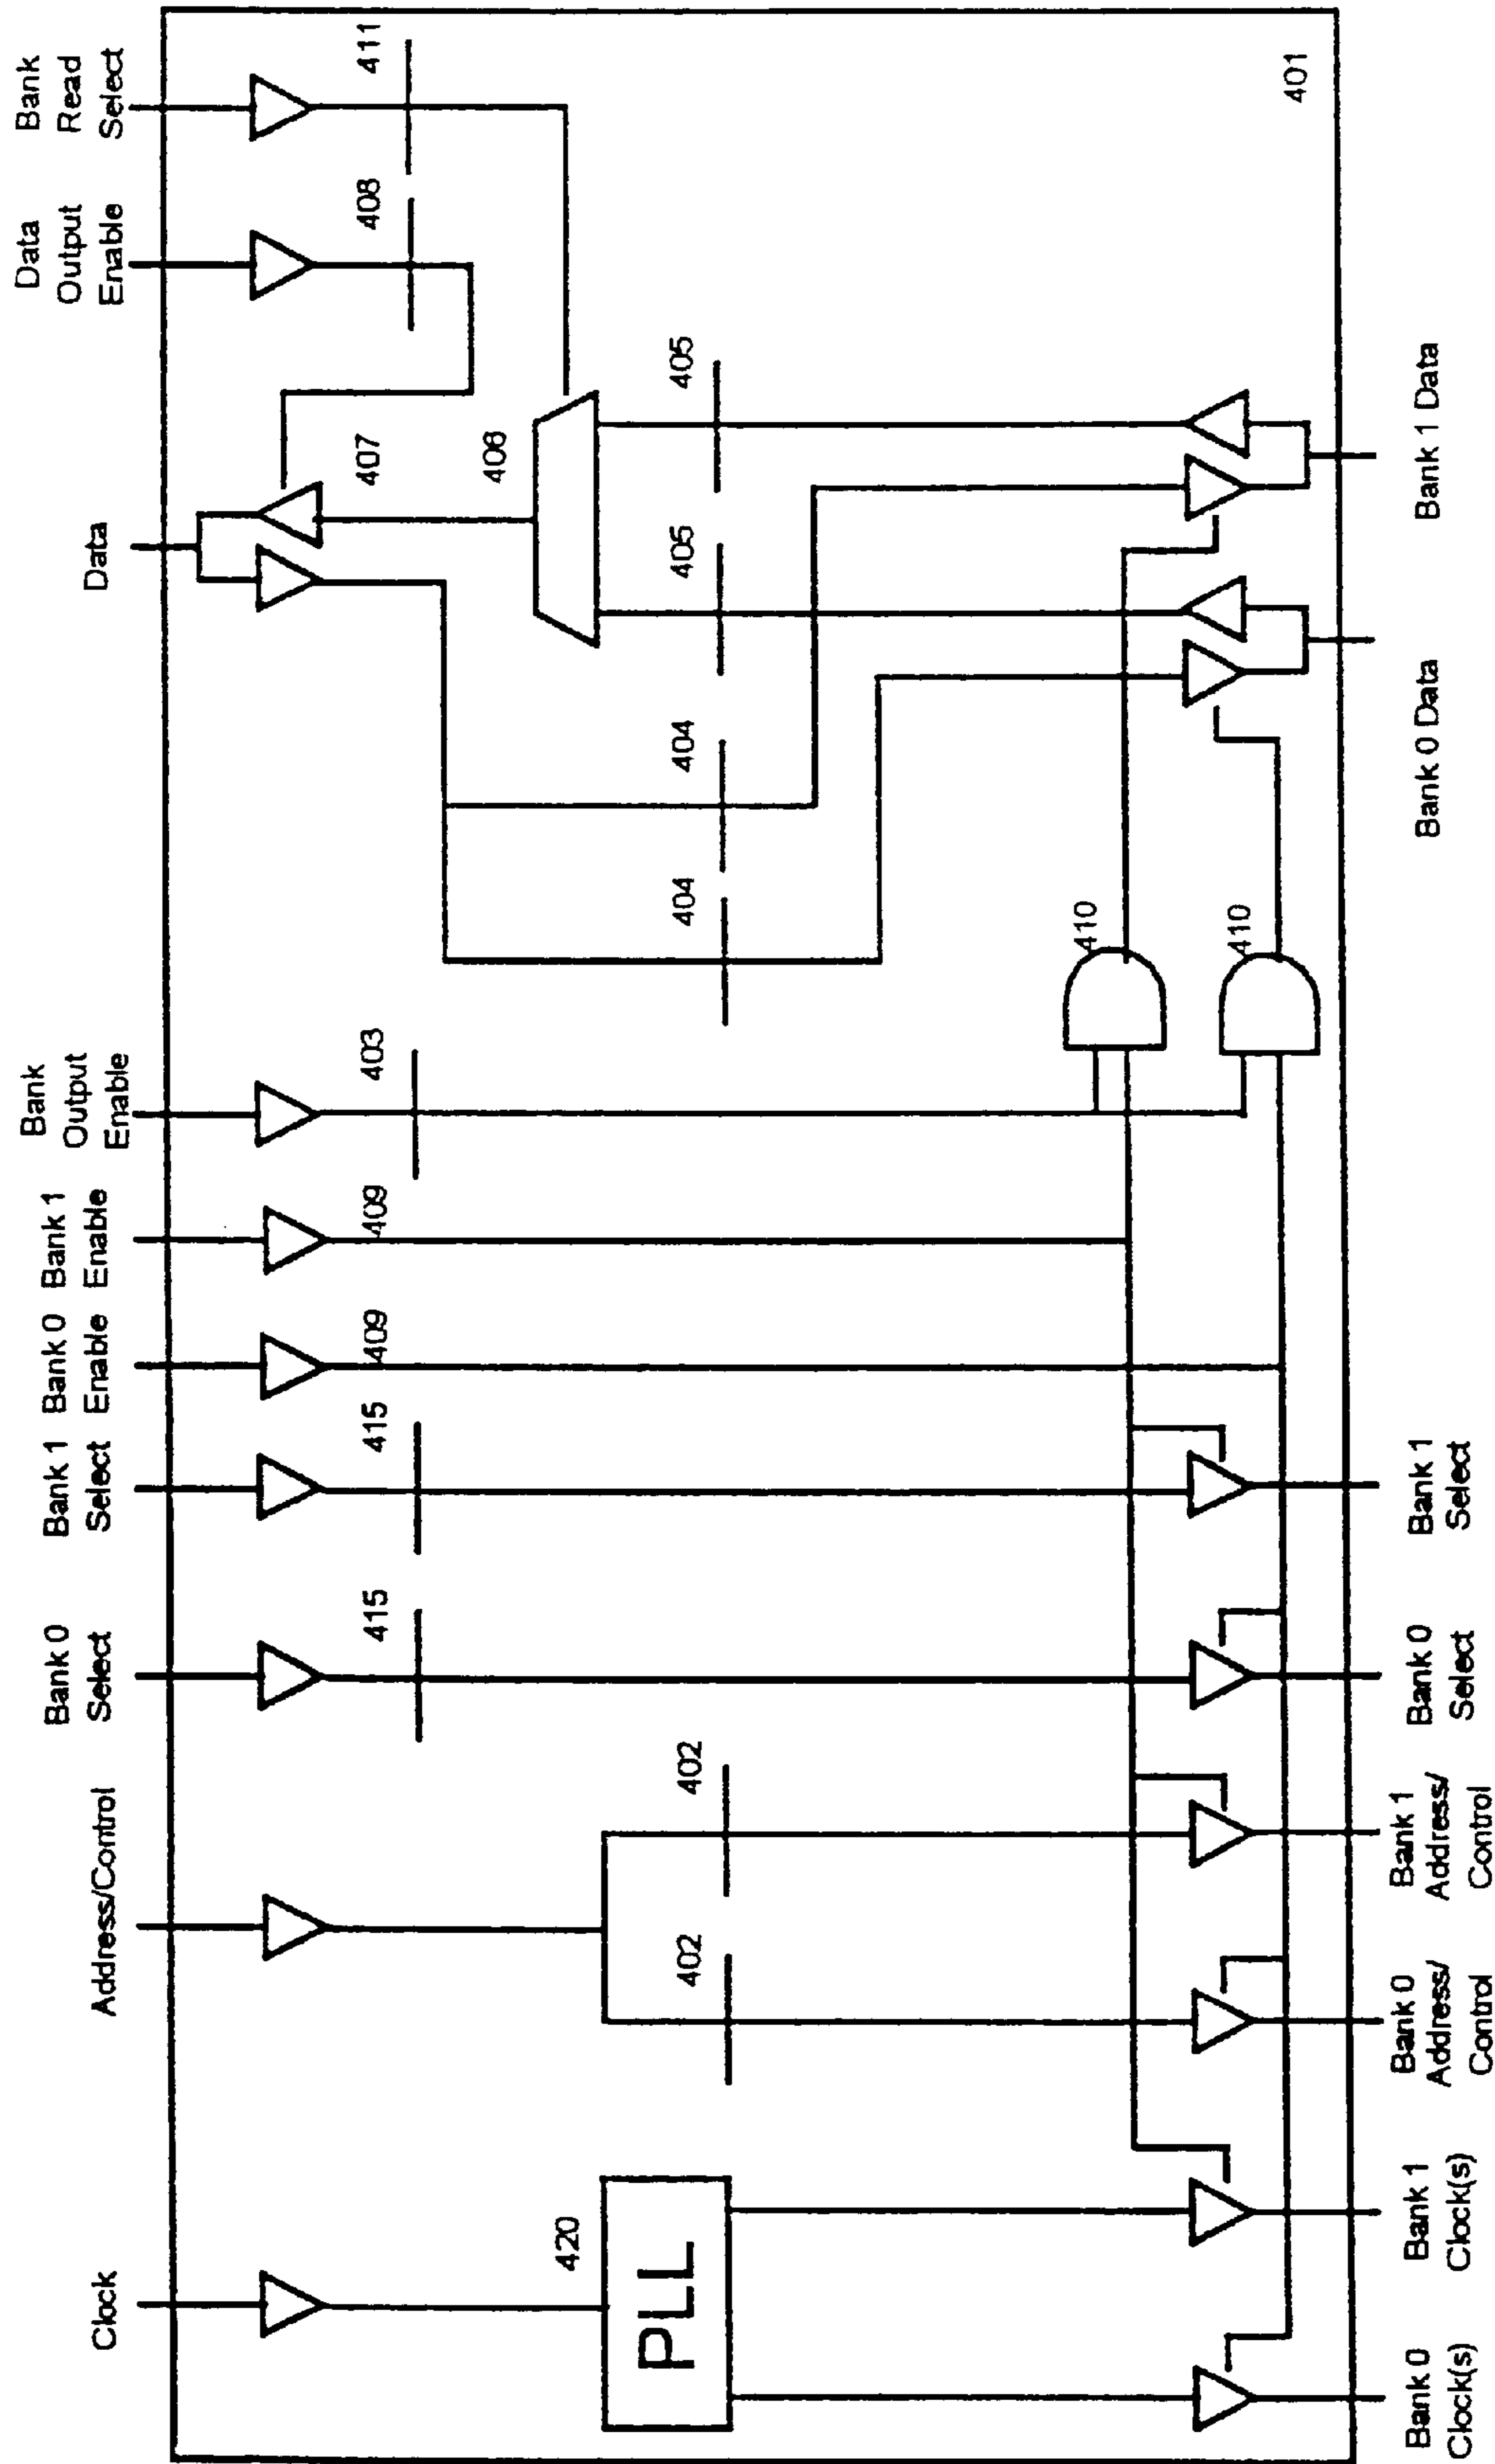 Clock
Address/Control
Bank 0
Select
Bank 1
Select
Bank 0
Enable
Bank 1
Enable
Bank
Output
Enable
Data
Data
Output
Enable
Bank
Read
Select
415
415
409
409
403
407
408
411
406
420
PLL
402
402
404
404
405
405
410
410
401
Bank 0
Clock(s)
Bank 1
Clock(s)
Bank 0
Address/
Control
Bank 1
Address/
Control
Bank 0
Select
Bank 1
Select
Bank 0 Data
Bank 1 Data